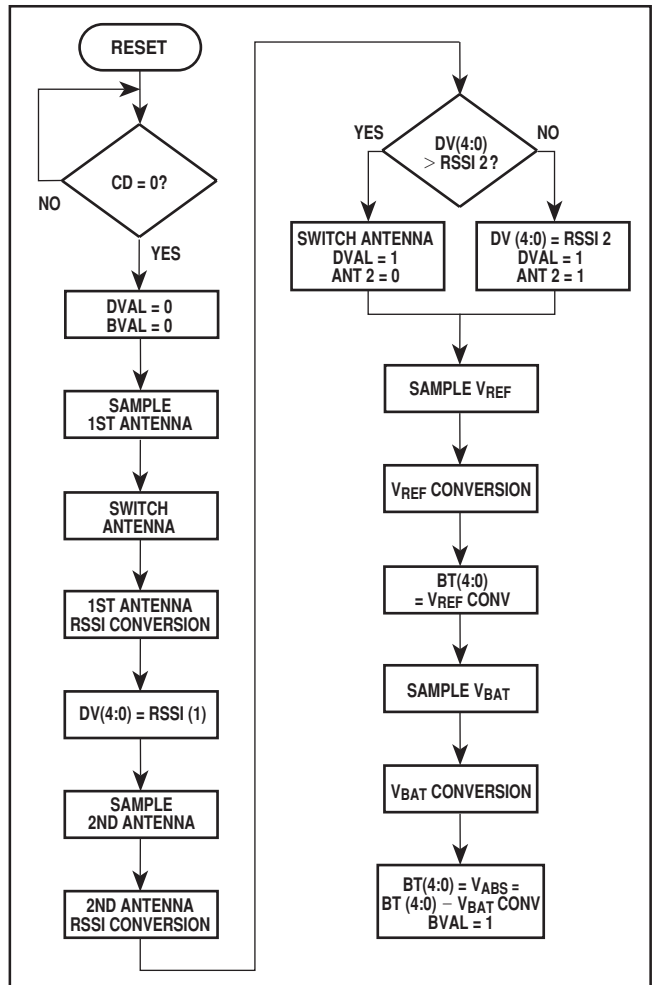 RESET
CD = 0?
NO
YES
DVAL = 0
BVAL = 0
SAMPLE
1ST ANTENNA
SWITCH
ANTENNA
1ST ANTENNA
RSSI CONVERSION
DV(4:0) = RSSI (1)
SAMPLE
2ND ANTENNA
2ND ANTENNA
RSSI CONVERSION
DV(4:0)
> RSSI 2?
YES
NO
SWITCH ANTENNA
DVAL = 1
ANT 2 = 0
DV (4:0) = RSSI 2
DVAL = 1
ANT 2 = 1
SAMPLE VREF
VREF CONVERSION
BT(4:0)
= VREF CONV
SAMPLE VBAT
VBAT CONVERSION
BT(4:0) = VABS =
BT (4:0) − VBAT CONV
BVAL = 1